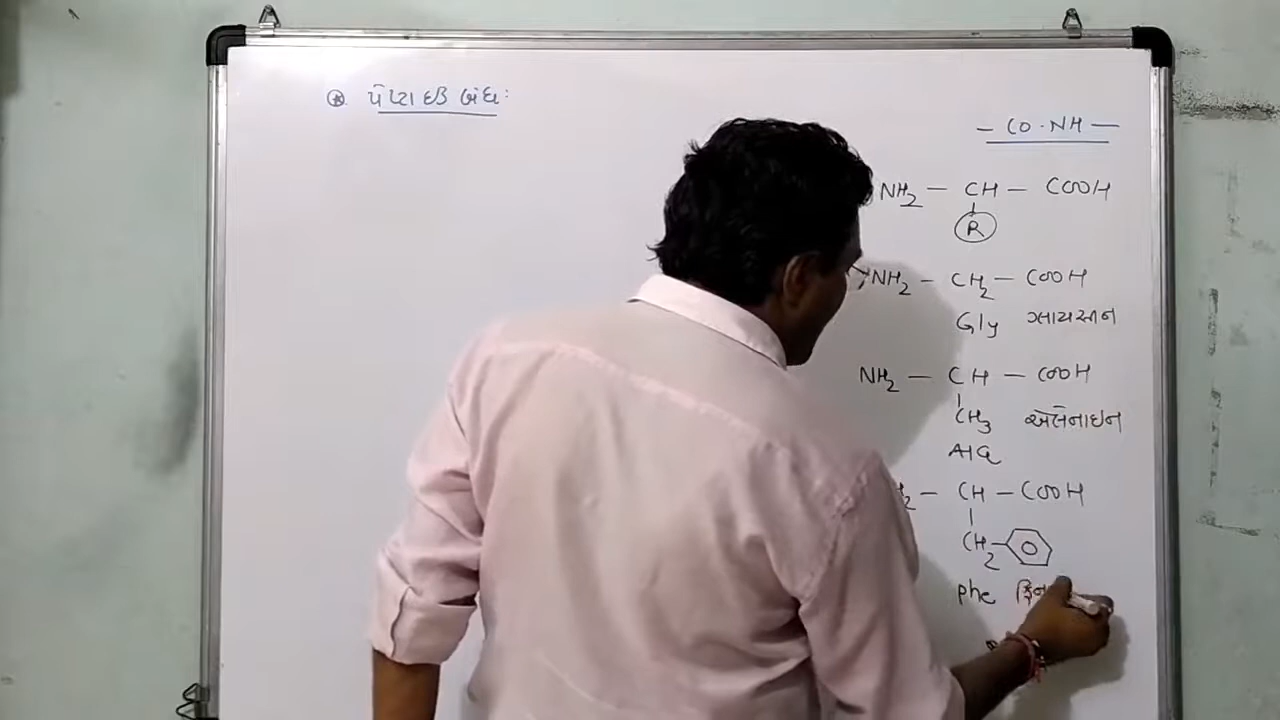 પેપ્ટાઈડ બંધ:
– CO·NH –
NH₂ – CH – COOH
R
NH₂ – CH₂ – COOH
Gly ગ્લાયસીન
NH₂ – CH – COOH
CH₃ એલેનાઇન
Ala
– CH – COOH
CH₂ –
phe